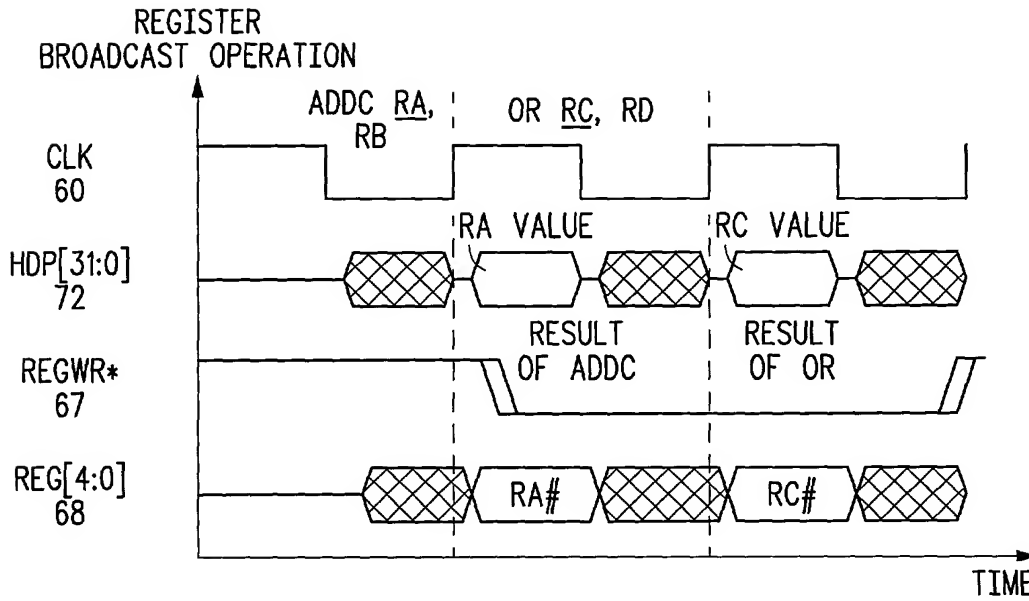 REGISTER
BROADCAST OPERATION
ADDC RA,
RB
OR RC, RD
CLK
60
RA VALUE
RC VALUE
HDP[31:0]
72
RESULT
OF ADDC
RESULT
OF OR
REGWR*
67
REG[4:0]
68
RA#
RC#
TIME